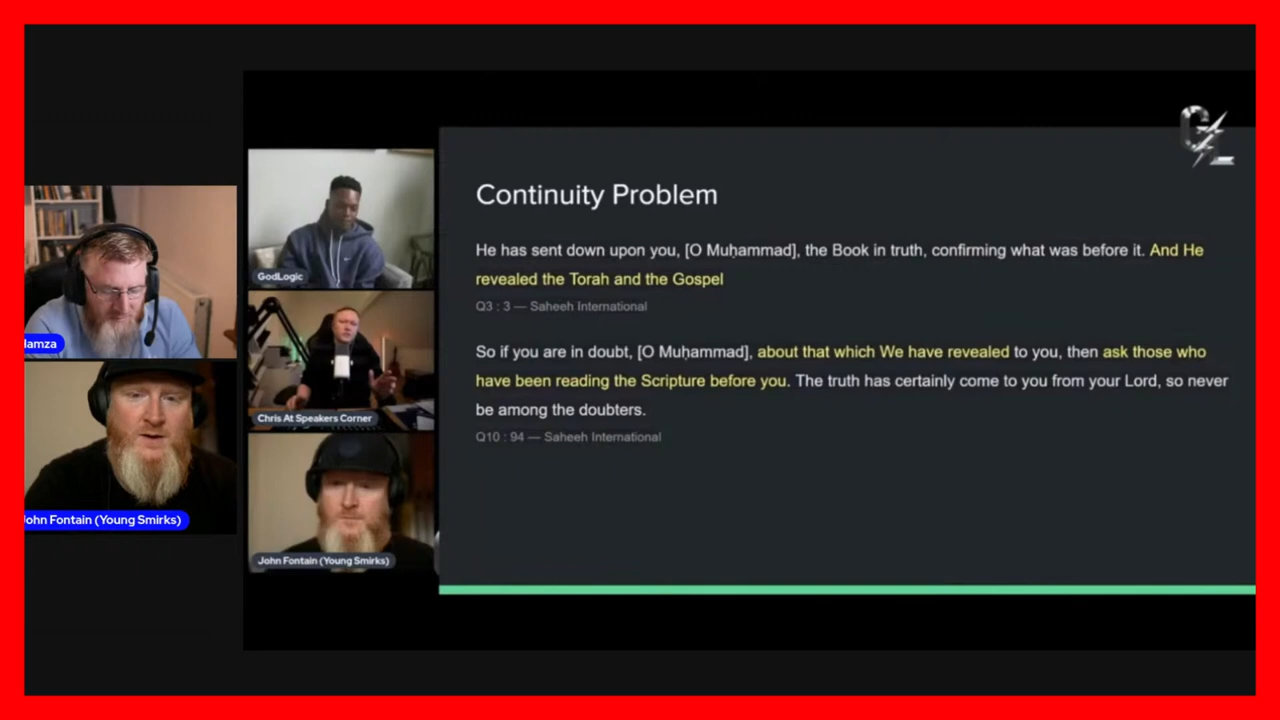 Continuity Problem
He has sent down upon you, [O Muḥammad], the Book in truth, confirming what was before it. And He
revealed the Torah and the Gospel
Q3 : 3 — Saheeh International
So if you are in doubt, [O Muḥammad], about that which We have revealed to you, then ask those who
have been reading the Scripture before you. The truth has certainly come to you from your Lord, so never
be among the doubters.
Q10 : 94 — Saheeh International
GodLogic
Chris At Speakers Corner
John Fontain (Young Smirks)
amza
ohn Fontain (Young Smirks)
GL